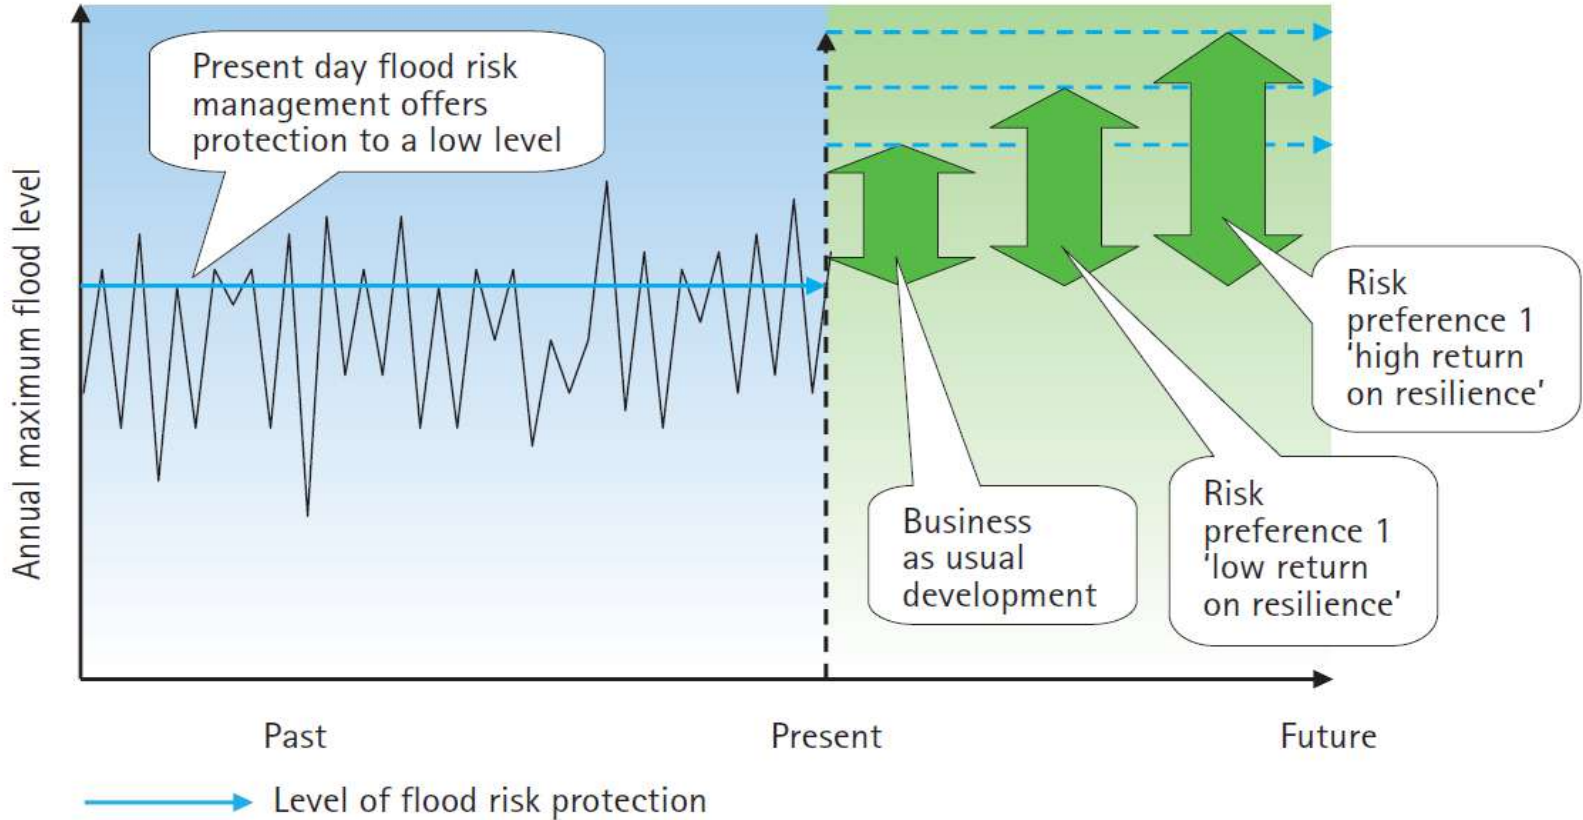 Present day flood risk
management offers
protection to a low level
Annual maximum flood level
Risk
preference 1
‘high return
on resilience’
Risk
preference 1
‘low return
on resilience’
Business
as usual
development
Past
Present
Future
Level of flood risk protection